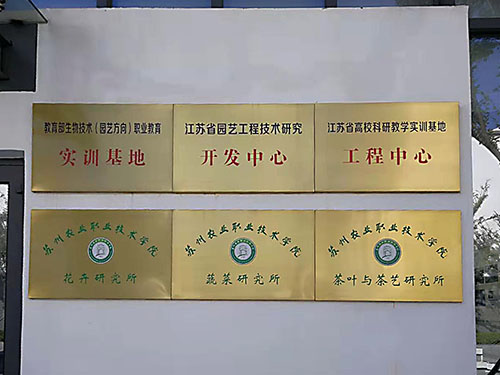 教育部生物技术（园艺方向）职业教育
实训基地
江苏省园艺工程技术研究
开发中心
江苏省高校科研教学实训基地
工程中心
苏州农业职业技术学院
花卉研究所
苏州农业职业技术学院
蔬菜研究所
苏州农业职业技术学院
茶叶与茶艺研究所